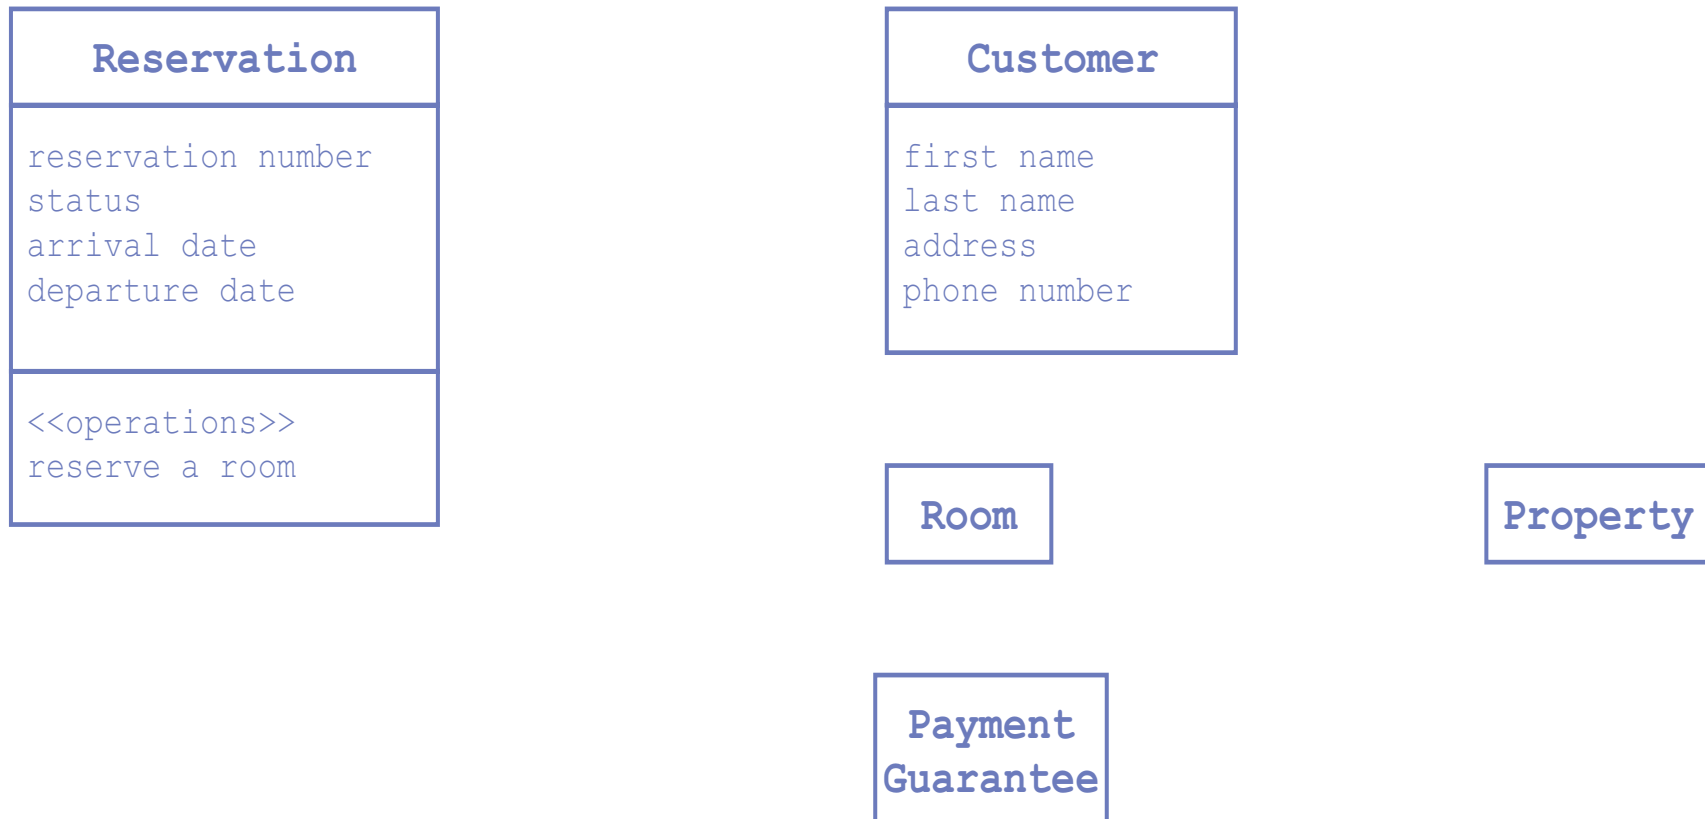 Reservation
reservation number
status
arrival date
departure date
<<operations>>
reserve a room
Customer
first name
last name
address
phone number
Room
Property
Payment
Guarantee